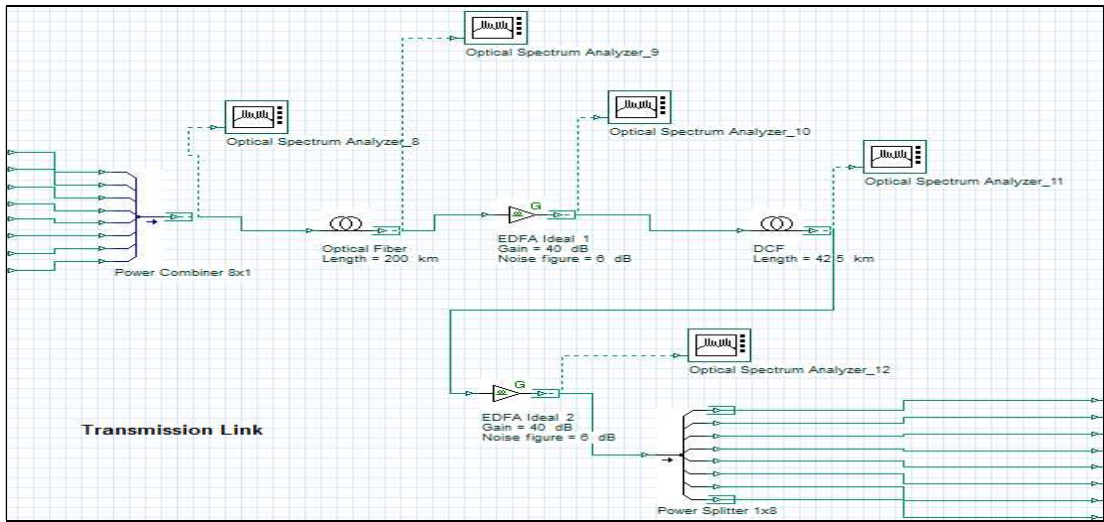 Optical Spectrum Analyzer_9
Optical Spectrum Analyzer_8
Optical Spectrum Analyzer_10
Optical Spectrum Analyzer_11
Power Combiner 8x1
Optical Fiber
Length = 200 km
G
EDFA Ideal 1
Gain = 40 dB
Noise figure = 6 dB
DCF
Length = 42.5 km
Optical Spectrum Analyzer_12
G
EDFA Ideal 2
Gain = 40 dB
Noise figure = 6 dB
Transmission Link
Power Splitter 1x8